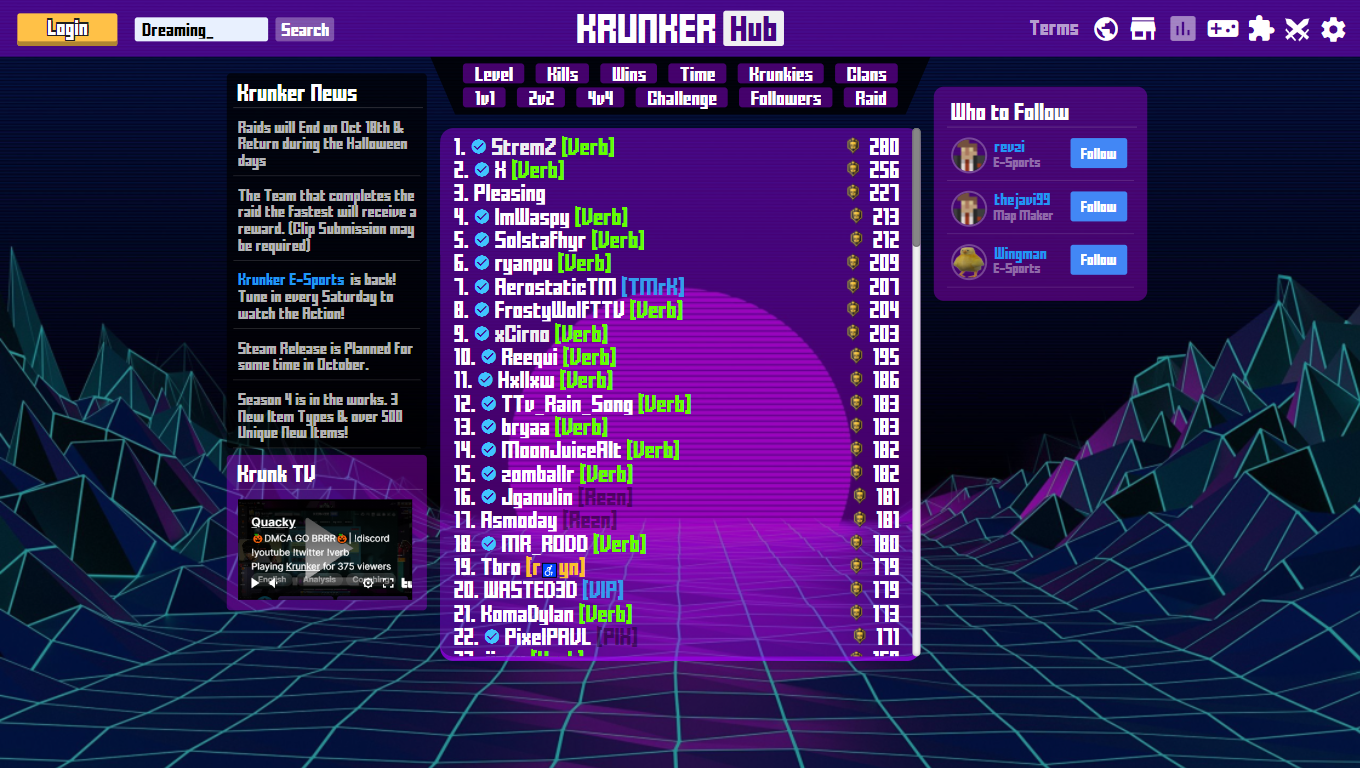 Login
Dreaming_
Search
KRUNKER Hub
Terms
Krunker News
Raids will End on Oct 18th &
Return during the Halloween
days
The Team that completes the
raid the Fastest will receive a
reward. (Clip Submission may
be required)
Krunker E-Sports is back!
Tune in every Saturday to
watch the Action!
Steam Release is Planned for
some time in October.
Season 4 is in the works. 3
New Item Types & over 500
Unique New Items!
Krunk TV
Quacky
🎃DMCA GO BRRR🎃| !discord
!youtube !twitter !verb
Playing Krunker for 375 viewers
English Analysis
Level Kills Wins Time Krunkies Clans
1v1 2v2 4v4 Challenge Followers Raid
1. StremZ [Verb] 280
2. X [Verb] 256
3. Pleasing 227
4. ImWaspy [Verb] 213
5. Solstafhyr [Verb] 212
6. ryanpu [Verb] 209
7. AerostaticTM [TMrK] 207
8. FrostyWolfTTV [Verb] 204
9. xCirno [Verb] 203
10. Reequi [Verb] 195
11. Hxllxw [Verb] 186
12. TTv_Rain_Song [Verb] 183
13. bryaa [Verb] 183
14. MoonJuiceAlt [Verb] 182
15. zomballr [Verb] 182
16. Jganulin [Rezn] 181
17. Asmoday [Rezn] 181
18. MR_RODD [Verb] 180
19. Tbro [r♿yn] 179
20. WASTED3D [VIP] 179
21. KomaDylan [Verb] 173
22. PixelPAVL [PIX] 171
Who to Follow
revzi
E-Sports
Follow
thejavi99
Map Maker
Follow
Wingman
E-Sports
Follow